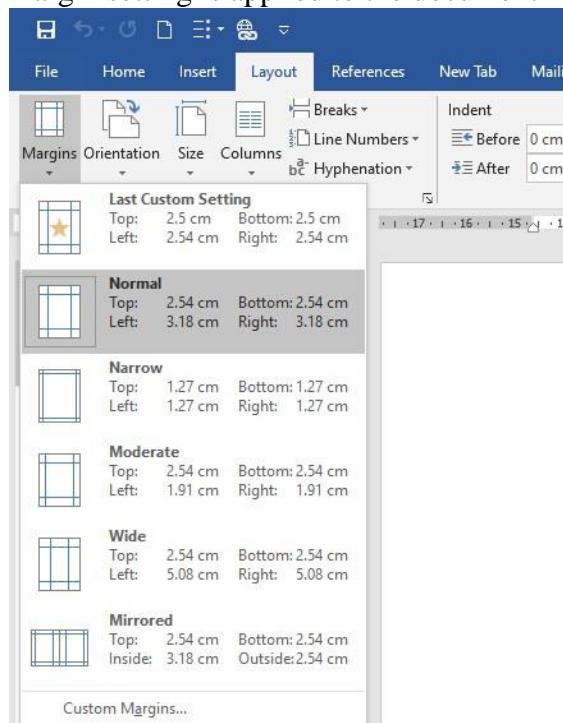 File Home Insert Layout References New Tab
Margins Orientation Size Columns
Breaks
Line Numbers
Hyphenation
Indent
Before 0 cm
After 0 cm
17 16 15
Last Custom Setting
Top: 2.5 cm Bottom: 2.5 cm
Left: 2.54 cm Right: 2.54 cm
Normal
Top: 2.54 cm Bottom: 2.54 cm
Left: 3.18 cm Right: 3.18 cm
Narrow
Top: 1.27 cm Bottom: 1.27 cm
Left: 1.27 cm Right: 1.27 cm
Moderate
Top: 2.54 cm Bottom: 2.54 cm
Left: 1.91 cm Right: 1.91 cm
Wide
Top: 2.54 cm Bottom: 2.54 cm
Left: 5.08 cm Right: 5.08 cm
Mirrored
Top: 2.54 cm Bottom: 2.54 cm
Inside: 3.18 cm Outside: 2.54 cm
Custom Margins...